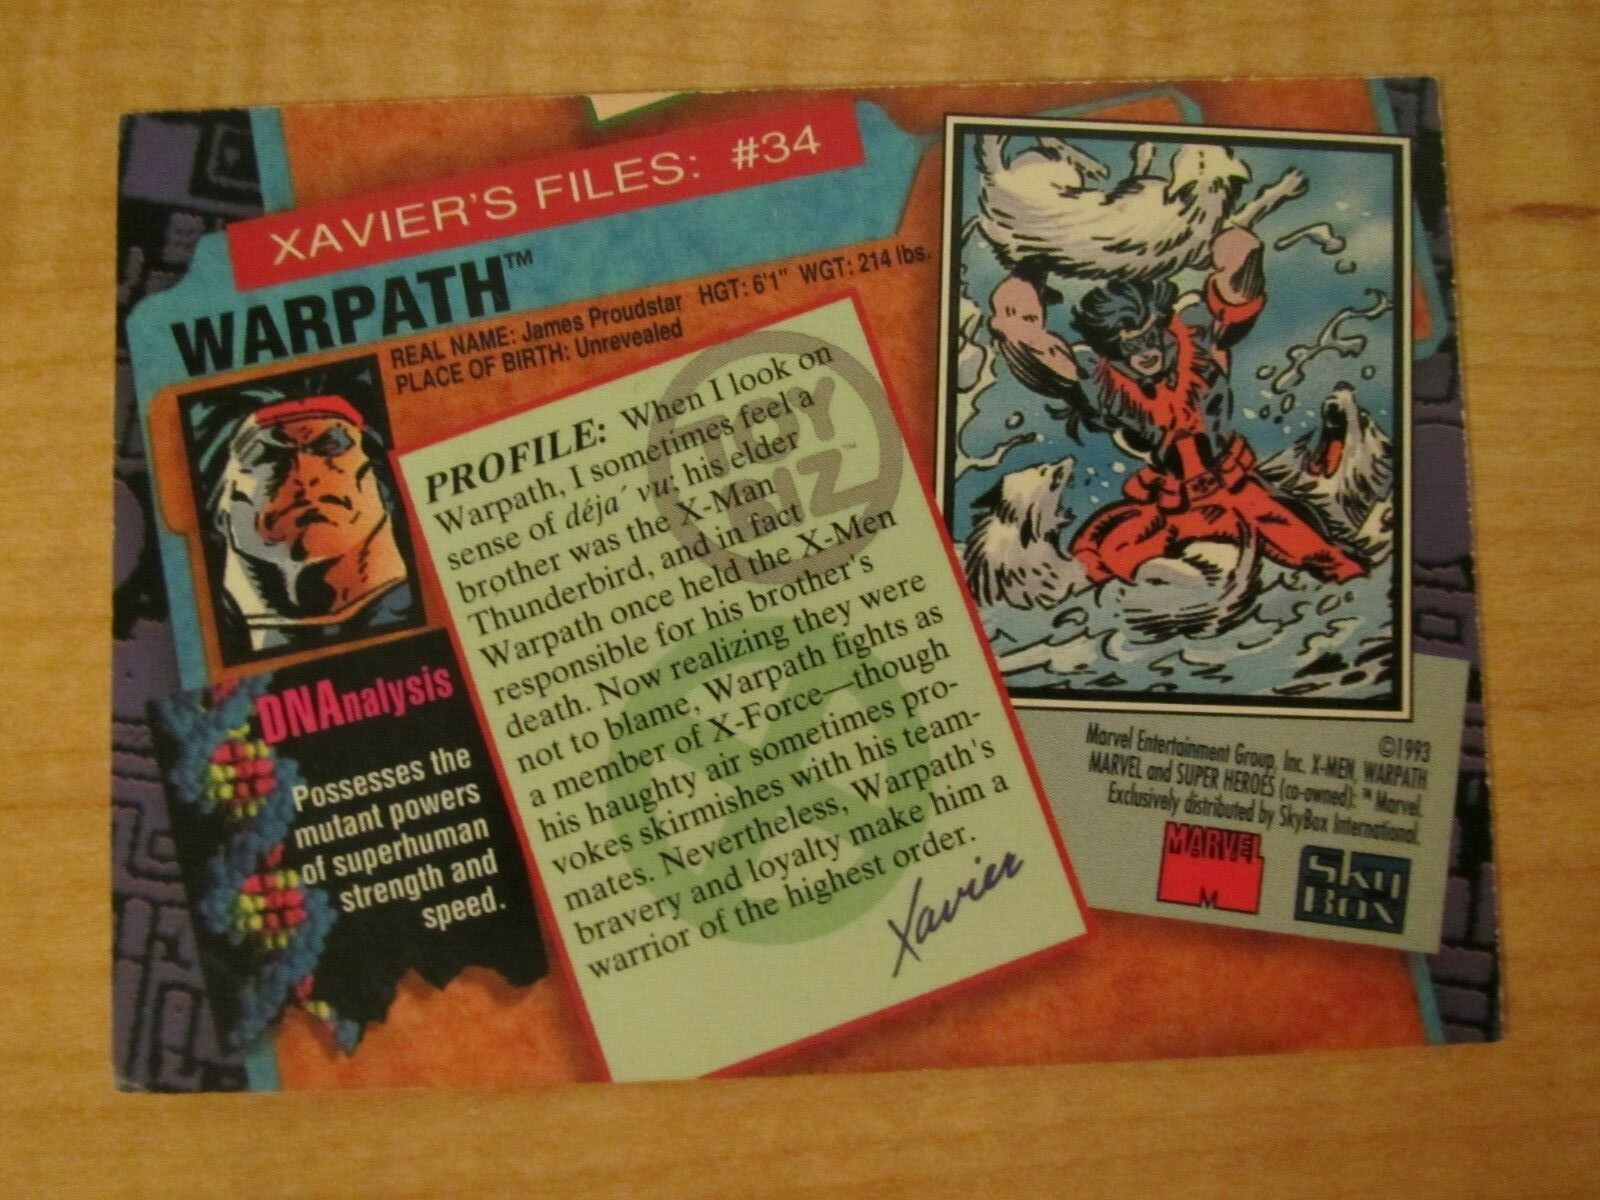 XAVIER'S FILES: #34
WARPATH™
REAL NAME: James Proudstar HGT: 6'1" WGT: 214 lbs.
PLACE OF BIRTH: Unrevealed
PROFILE: When I look on
Warpath, I sometimes feel a
sense of déja´ vu; his elder
brother was the X-Man
Thunderbird, and in fact
Warpath once held the X-Men
responsible for his brother's
death. Now realizing they were
not to blame, Warpath fights as
a member of X-Force—though
his haughty air sometimes pro-
vokes skirmishes with his team-
mates. Nevertheless, Warpath's
bravery and loyalty make him a
warrior of the highest order.
Xavier
TOY
BIZ™
DNAnalysis
Possesses the
mutant powers
of superhuman
strength and
speed.
©1993
Marvel Entertainment Group, Inc. X-MEN, WARPATH
MARVEL and SUPER HEROES (co-owned): ™ Marvel.
Exclusively distributed by SkyBox International.
MARVEL
M
SKY
BOX